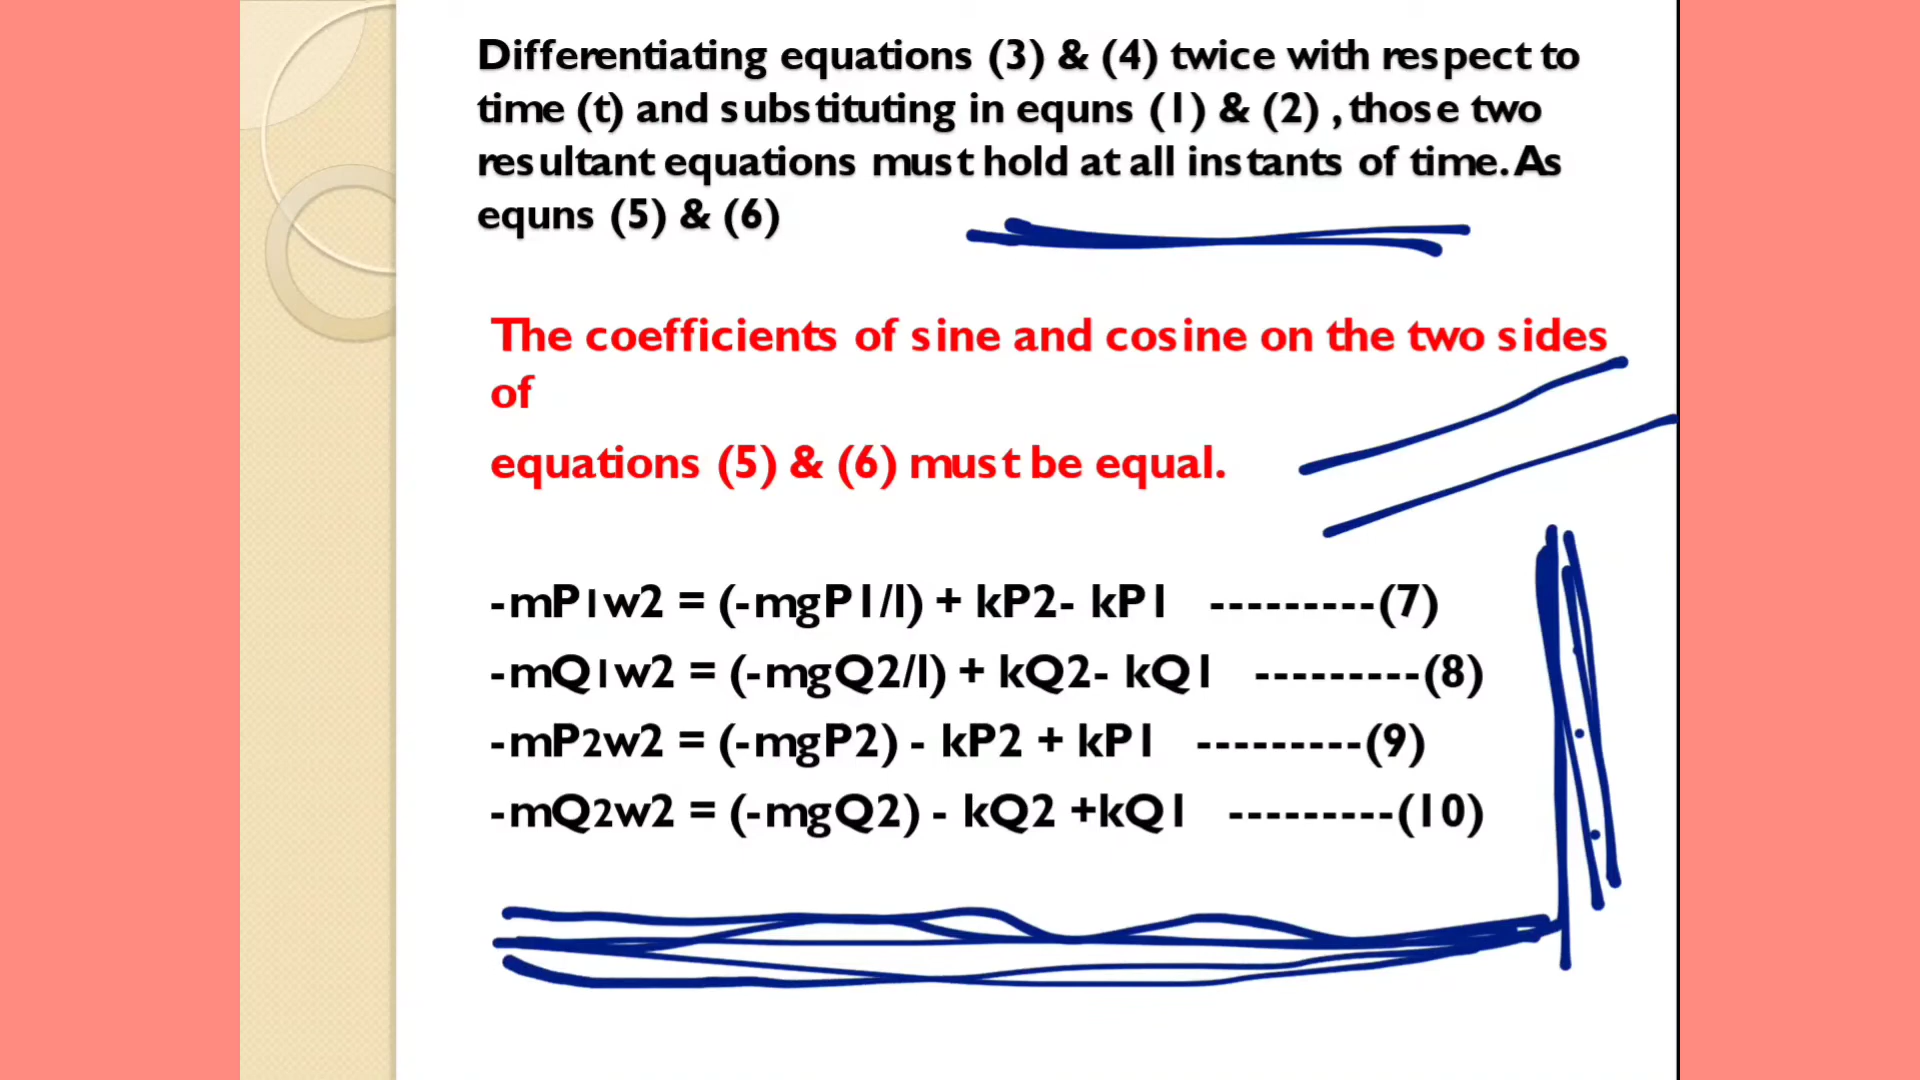 Differentiating equations (3) & (4) twice with respect to
time (t) and substituting in equns (1) & (2) , those two
resultant equations must hold at all instants of time. As
equns (5) & (6)
The coefficients of sine and cosine on the two sides
of
equations (5) & (6) must be equal.
-mP1w2 = (-mgP1/l) + kP2- kP1 ---------(7)
-mQ1w2 = (-mgQ2/l) + kQ2- kQ1 ---------(8)
-mP2w2 = (-mgP2) - kP2 + kP1 ---------(9)
-mQ2w2 = (-mgQ2) - kQ2 +kQ1 ---------(10)